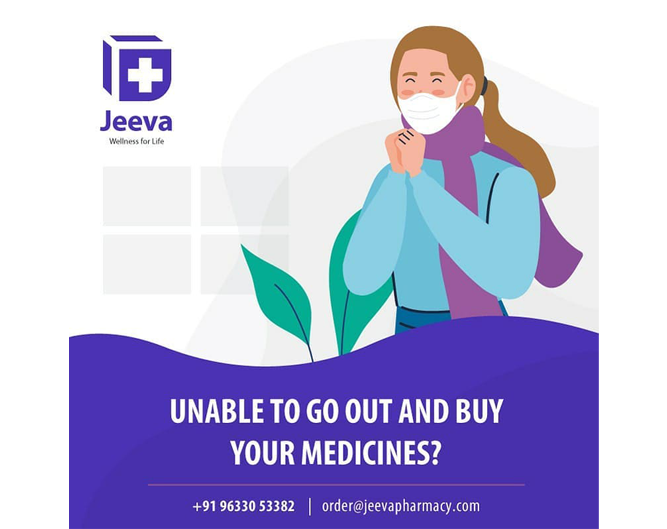 Jeeva
Wellness for Life
UNABLE TO GO OUT AND BUY
YOUR MEDICINES?
+91 96330 53382 | order@jeevapharmacy.com